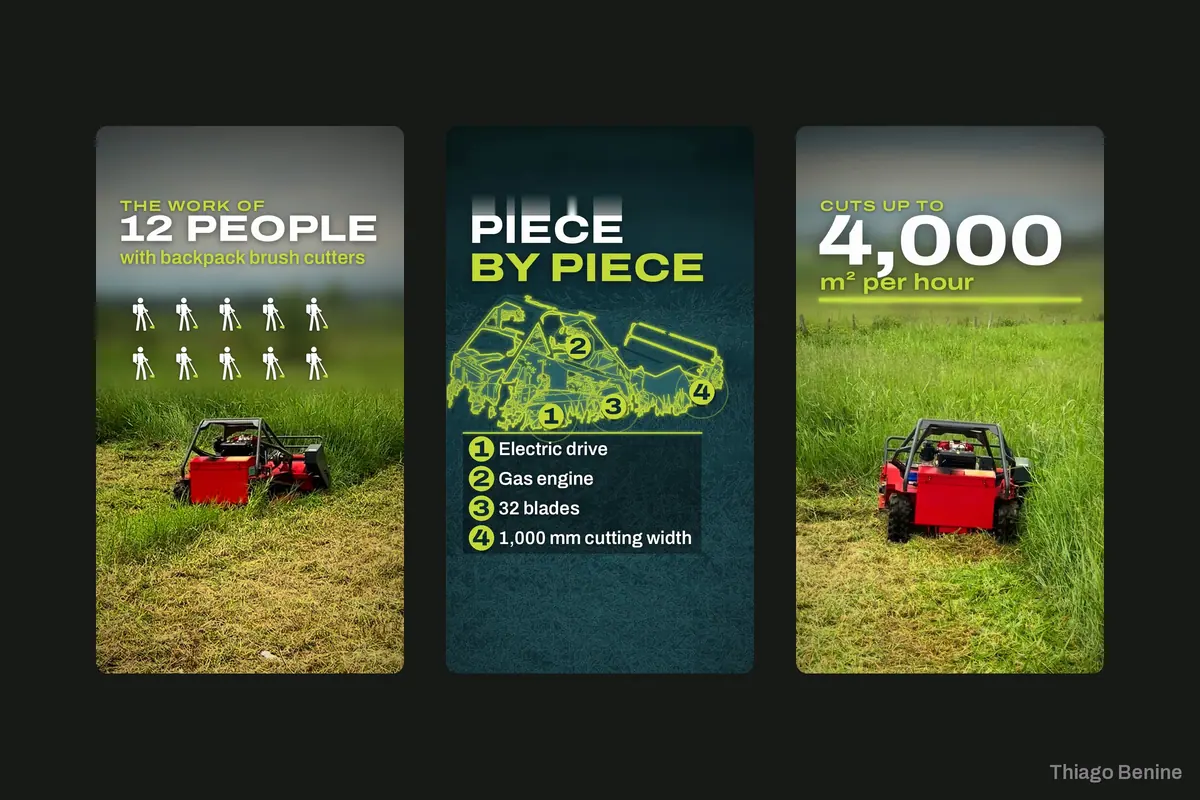 THE WORK OF
12 PEOPLE
with backpack brush cutters
PIECE
BY PIECE
2
4
3
1
1 Electric drive
2 Gas engine
3 32 blades
4 1,000 mm cutting width
CUTS UP TO
4,000
m² per hour
Thiago Benine